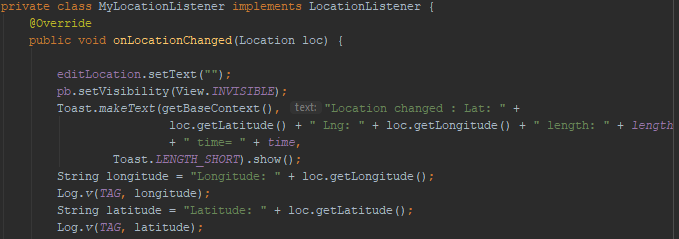 private class MyLocationListener implements LocationListener {
@Override
public void onLocationChanged(Location loc) {
editLocation.setText("");
pb.setVisibility(View.INVISIBLE);
Toast.makeText(getBaseContext(), text: "Location changed : Lat: " +
loc.getLatitude() + " Lng: " + loc.getLongitude() + " length: " + length
+ " time= " + time,
Toast.LENGTH_SHORT).show();
String longitude = "Longitude: " + loc.getLongitude();
Log.v(TAG, longitude);
String latitude = "Latitude: " + loc.getLatitude();
Log.v(TAG, latitude);